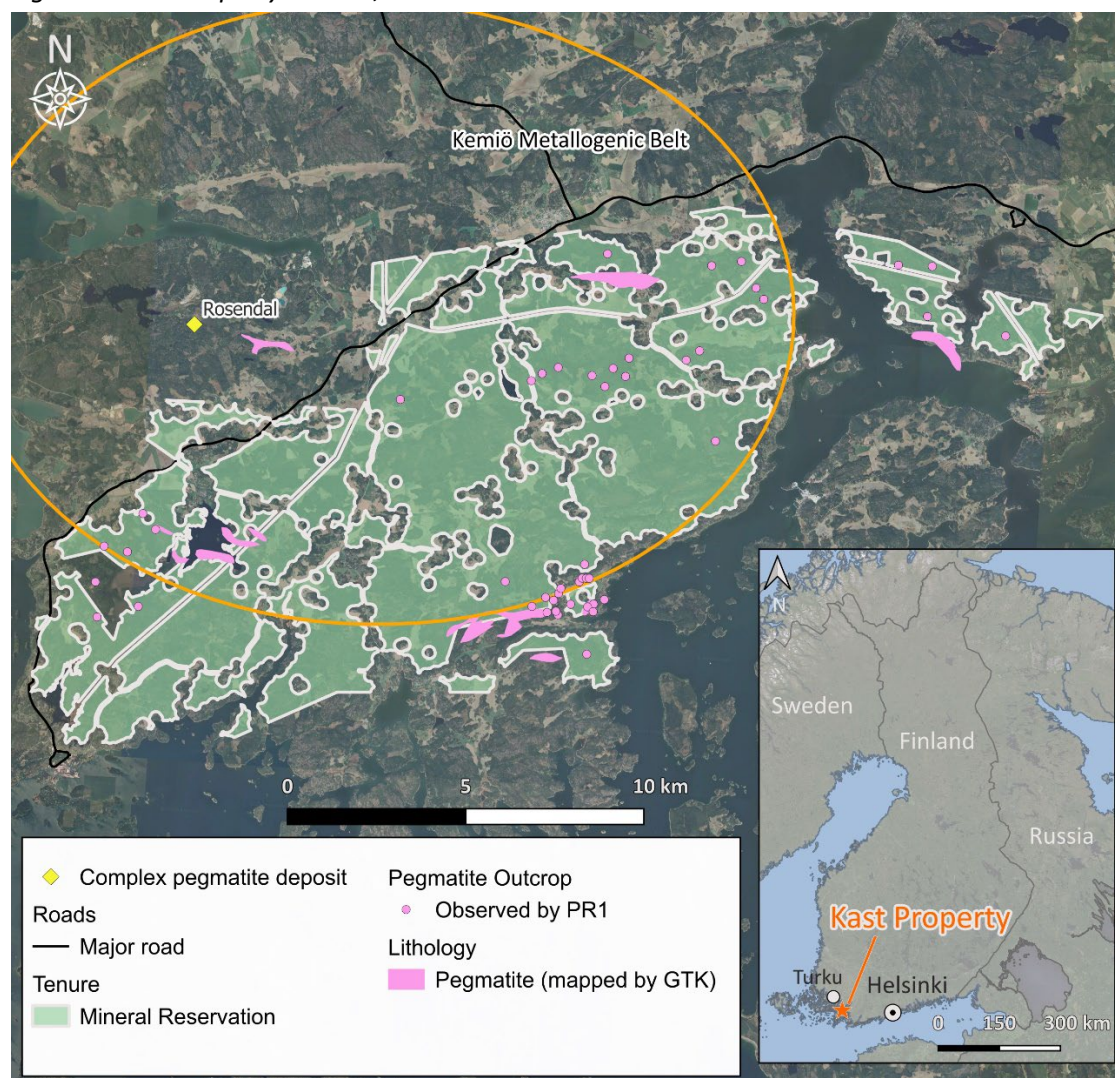 N
Kemiö Metallogenic Belt
Rosendal
0 5 10 km
Complex pegmatite deposit
Roads
Major road
Tenure
Mineral Reservation
Pegmatite Outcrop
Observed by PR1
Lithology
Pegmatite (mapped by GTK)
N
Sweden
Finland
Russia
Kast Property
Turku
Helsinki
0 150 300 km